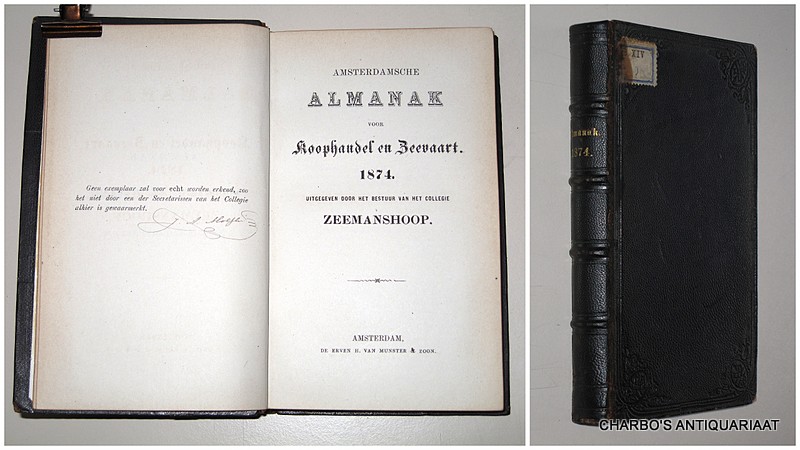 Geen exemplaar zal voor echt worden erkend, zoo
het niet door een der Secretarissen van het Collegie
alhier is gewaarmerkt.
AMSTERDAMSCHE
ALMANAK
VOOR
Koophandel en Zeevaart.
1874.
UITGEGEVEN DOOR HET BESTUUR VAN HET COLLEGIE
ZEEMANSHOOP.
AMSTERDAM,
DE ERVEN H. VAN MUNSTER & ZOON.
XIV
Almanak.
1874.
CHARBO'S ANTIQUARIAAT